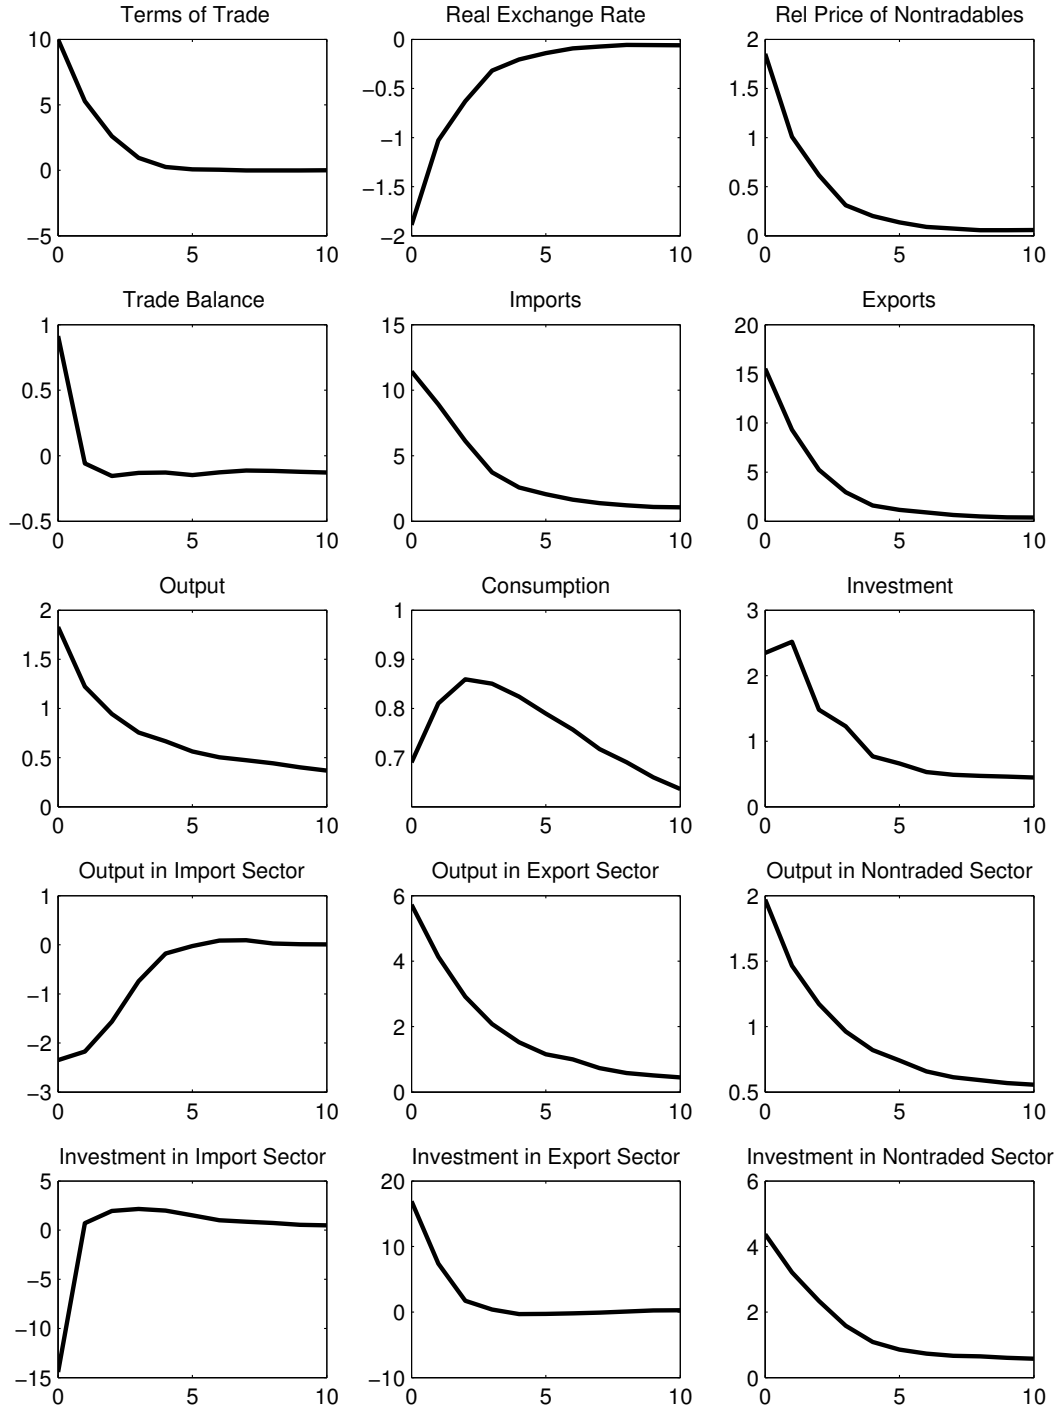 Terms of Trade
10
5
0
−5
0 5 10
Real Exchange Rate
0
−0.5
−1
−1.5
−2
0 5 10
Rel Price of Nontradables
2
1.5
1
0.5
0
0 5 10
Trade Balance
1
0.5
0
−0.5
0 5 10
Imports
15
10
5
0
0 5 10
Exports
20
15
10
5
0
0 5 10
Output
2
1.5
1
0.5
0
0 5 10
Consumption
1
0.9
0.8
0.7
0 5 10
Investment
3
2
1
0
0 5 10
Output in Import Sector
1
0
−1
−2
−3
0 5 10
Output in Export Sector
6
4
2
0
0 5 10
Output in Nontraded Sector
2
1.5
1
0.5
0 5 10
Investment in Import Sector
5
0
−5
−10
−15
0 5 10
Investment in Export Sector
20
10
0
−10
0 5 10
Investment in Nontraded Sector
6
4
2
0
0 5 10